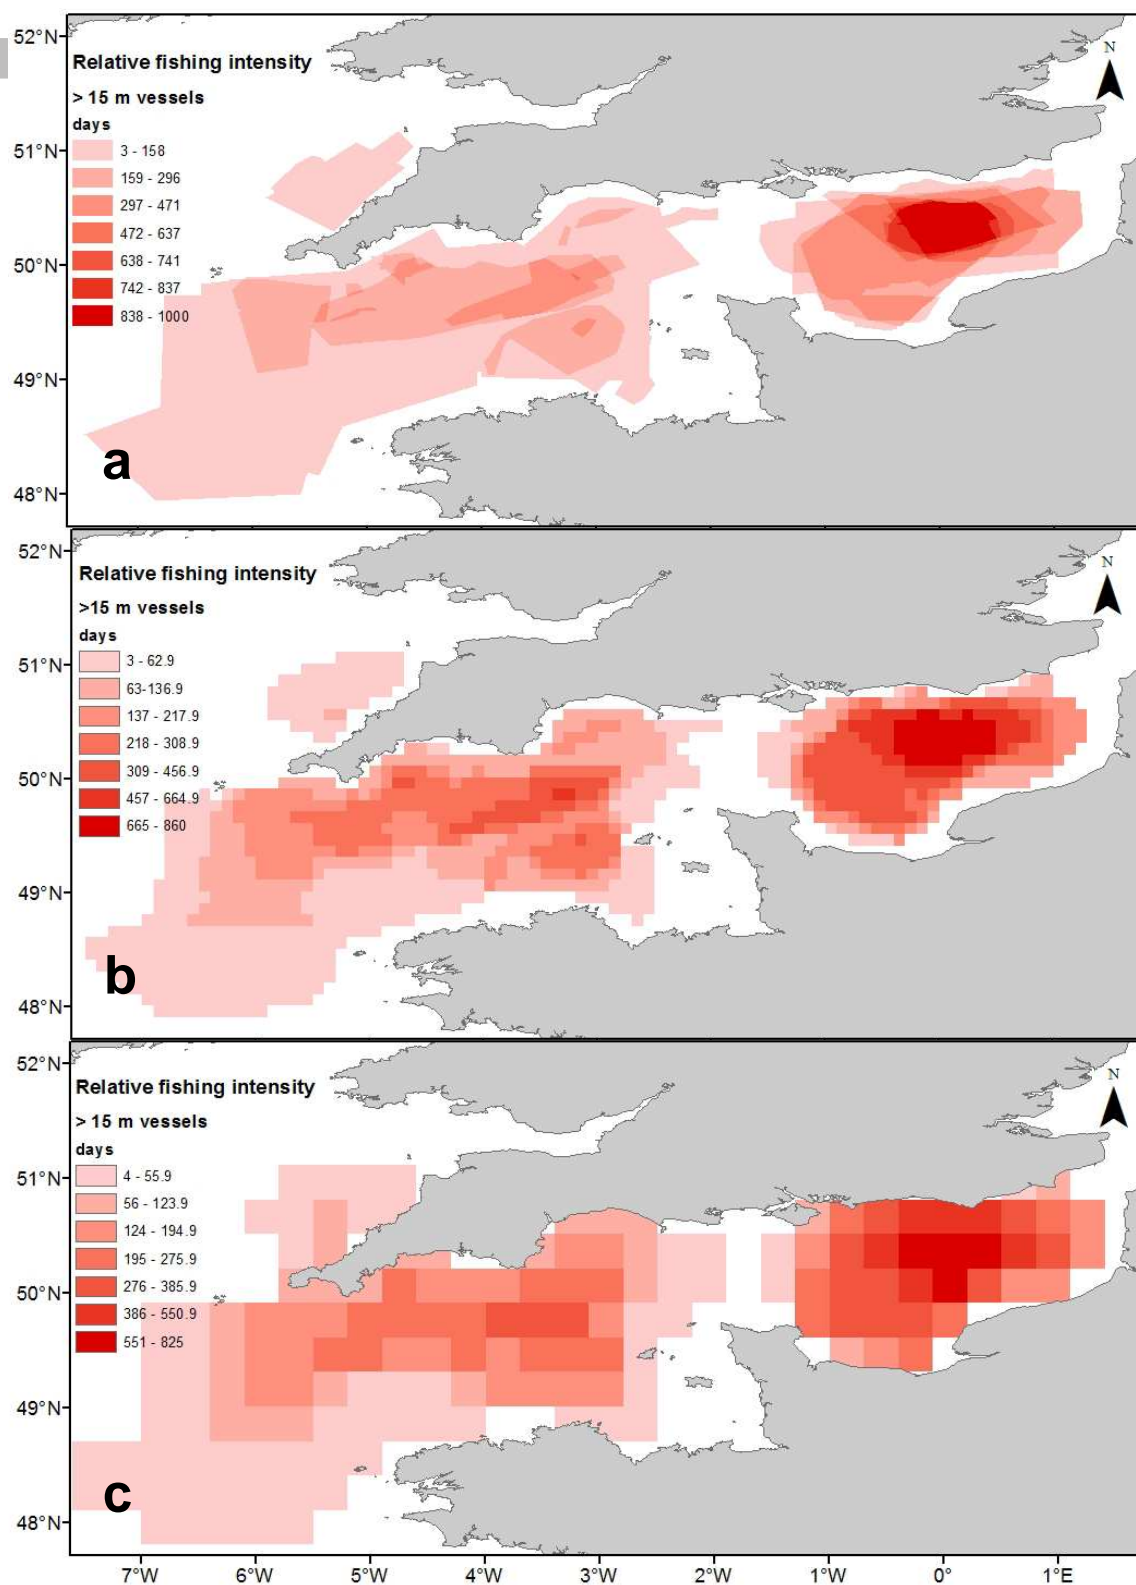 52°N
Relative fishing intensity
N
> 15 m vessels
days
51°N
3 - 158
159 - 296
297 - 471
472 - 637
50°N
638 - 741
742 - 837
838 - 1000
49°N
a
48°N
52°N
Relative fishing intensity
N
>15 m vessels
days
51°N
3 - 62.9
63-136.9
137 - 217.9
218 - 308.9
50°N
309 - 456.9
457 - 664.9
665 - 860
49°N
b
48°N
52°N
Relative fishing intensity
N
> 15 m vessels
days
51°N
4 - 55.9
56 - 123.9
124 - 194.9
195 - 275.9
50°N
276 - 385.9
386 - 550.9
551 - 825
49°N
c
48°N
7°W 6°W 5°W 4°W 3°W 2°W 1°W 0° 1°E